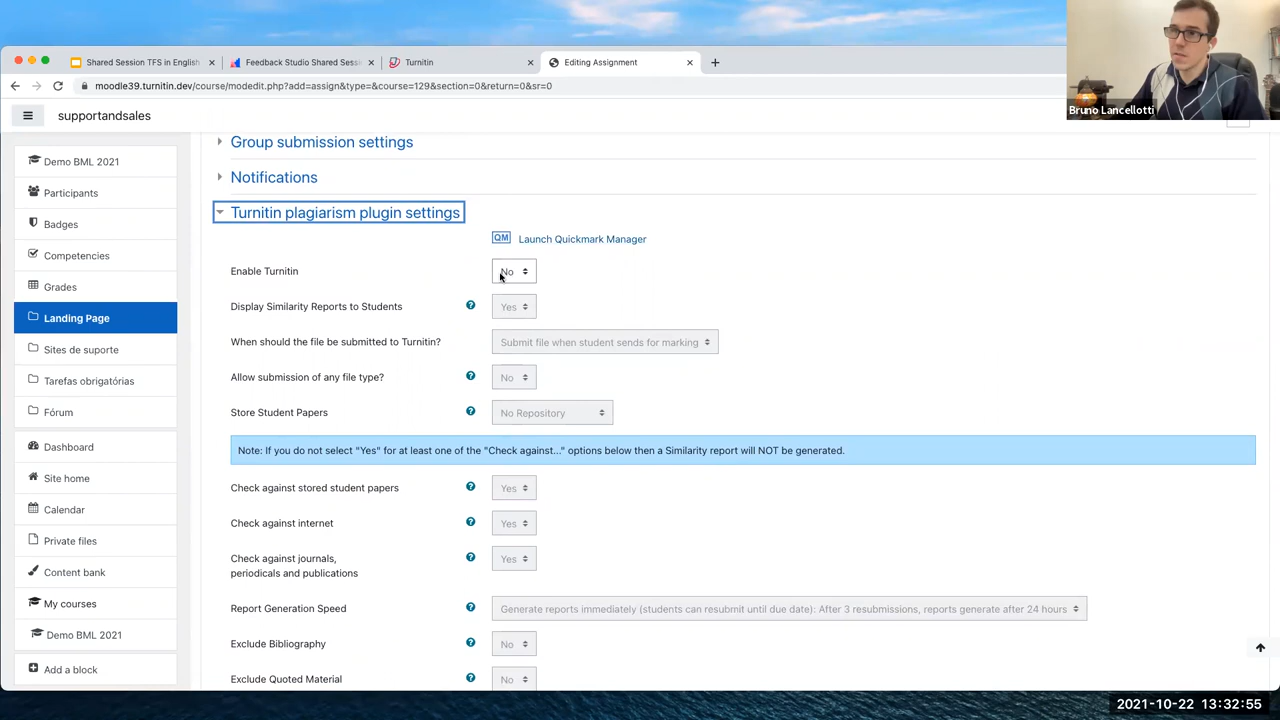 Shared Session TFS in English
Feedback Studio Shared Sessi
Turnitin
Editing Assignment
moodle39.turnitin.dev/course/modedit.php?add=assign&type=&course=129&section=0&return=0&sr=0
Bruno Lancellotti
supportandsales
Demo BML 2021
Participants
Badges
Competencies
Grades
Landing Page
Sites de suporte
Tarefas obrigatórias
Fórum
Dashboard
Site home
Calendar
Private files
Content bank
My courses
Demo BML 2021
Add a block
Group submission settings
Notifications
Turnitin plagiarism plugin settings
QM Launch Quickmark Manager
Enable Turnitin No
Display Similarity Reports to Students ? Yes
When should the file be submitted to Turnitin? Submit file when student sends for marking
Allow submission of any file type? ? No
Store Student Papers ? No Repository
Note: If you do not select "Yes" for at least one of the "Check against..." options below then a Similarity report will NOT be generated.
Check against stored student papers ? Yes
Check against internet ? Yes
Check against journals, ? Yes
periodicals and publications
Report Generation Speed ? Generate reports immediately (students can resubmit until due date): After 3 resubmissions, reports generate after 24 hours
Exclude Bibliography ? No
Exclude Quoted Material ? No
2021-10-22 13:32:55